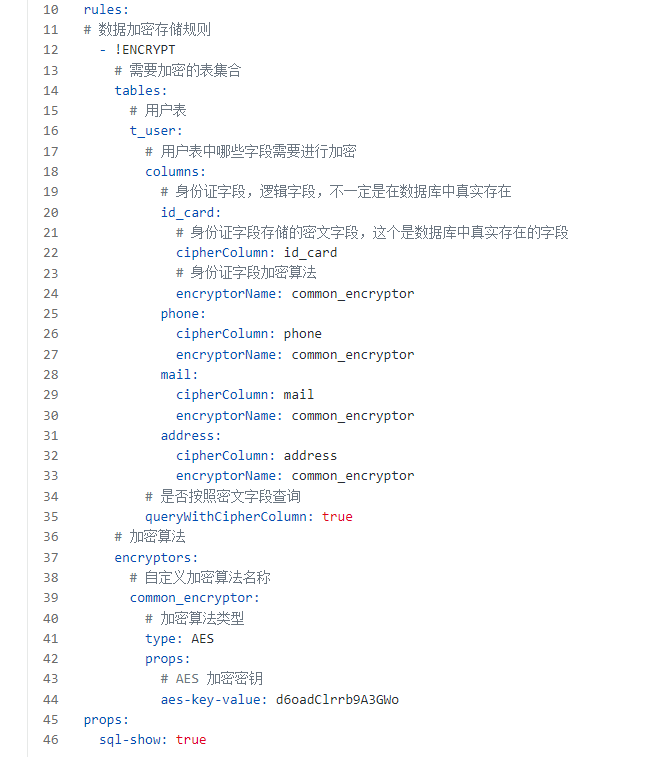 10 rules:
11 # 数据加密存储规则
12 - !ENCRYPT
13 # 需要加密的表集合
14 tables:
15 # 用户表
16 t_user:
17 # 用户表中哪些字段需要进行加密
18 columns:
19 # 身份证字段，逻辑字段，不一定是在数据库中真实存在
20 id_card:
21 # 身份证字段存储的密文字段，这个是数据库中真实存在的字段
22 cipherColumn: id_card
23 # 身份证字段加密算法
24 encryptorName: common_encryptor
25 phone:
26 cipherColumn: phone
27 encryptorName: common_encryptor
28 mail:
29 cipherColumn: mail
30 encryptorName: common_encryptor
31 address:
32 cipherColumn: address
33 encryptorName: common_encryptor
34 # 是否按照密文字段查询
35 queryWithCipherColumn: true
36 # 加密算法
37 encryptors:
38 # 自定义加密算法名称
39 common_encryptor:
40 # 加密算法类型
41 type: AES
42 props:
43 # AES 加密密钥
44 aes-key-value: d6oadClrrb9A3GWo
45 props:
46 sql-show: true